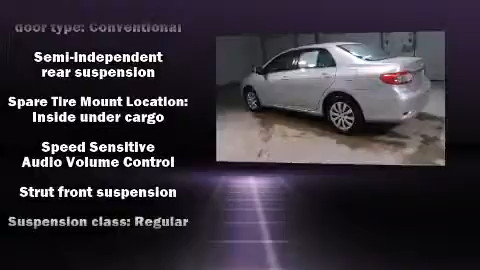 door type: Conventional
Semi-Independent
rear suspension
Spare Tire Mount Location:
Inside under cargo
Speed Sensitive
Audio Volume Control
Strut front suspension
Suspension class: Regular